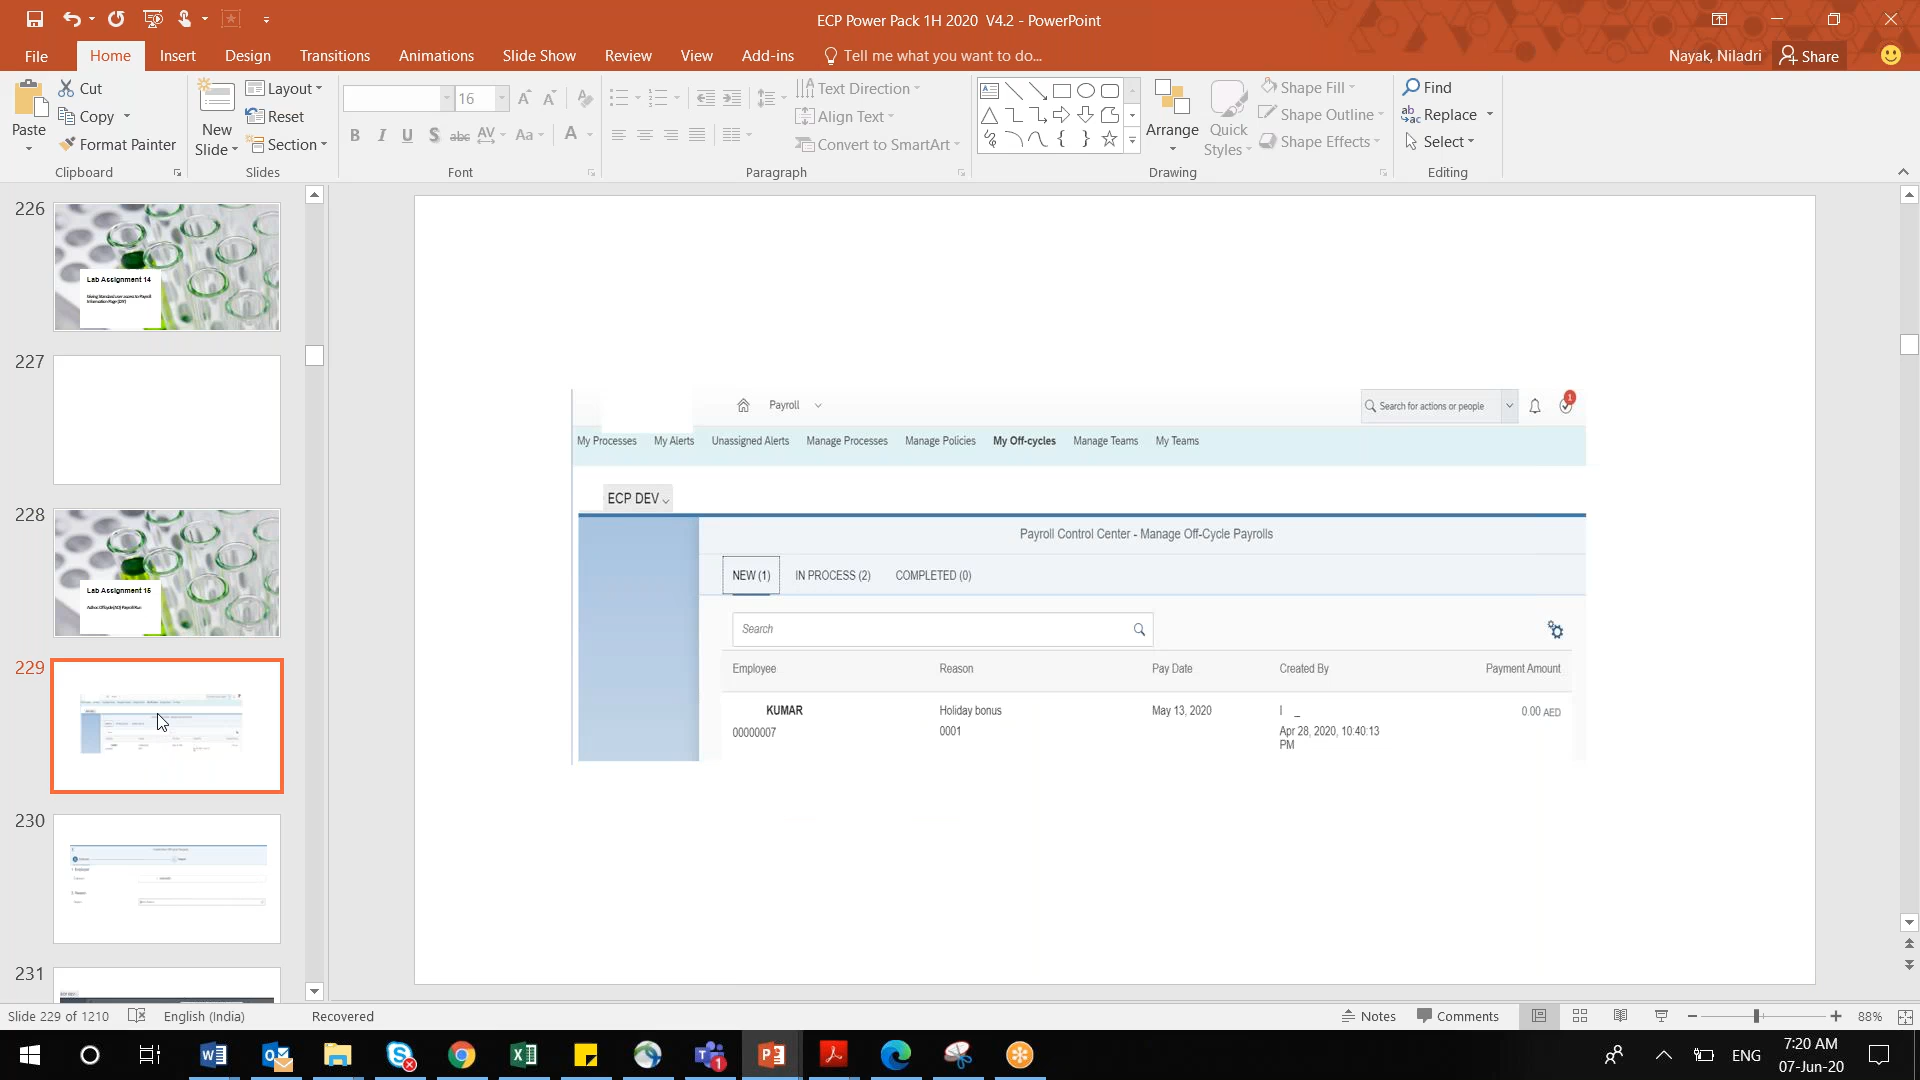 ECP Power Pack 1H 2020 V4.2 - PowerPoint
File Home Insert Design Transitions Animations Slide Show Review View Add-ins Tell me what you want to do... Nayak, Niladri Share
Paste
Cut
Copy
Format Painter
Clipboard
New Slide
Layout
Reset
Section
Slides
16
B I U S abc AV Aa A
Font
Text Direction
Align Text
Convert to SmartArt
Paragraph
Arrange
Quick Styles
Shape Fill
Shape Outline
Shape Effects
Drawing
Find
Replace
Select
Editing
226
Lab Assignment 14
227
228
Lab Assignment 15
229
230
231
Payroll
Search for actions or people
1
My Processes My Alerts Unassigned Alerts Manage Processes Manage Policies My Off-cycles Manage Teams My Teams
ECP DEV
Payroll Control Center - Manage Off-Cycle Payrolls
NEW (1) IN PROCESS (2) COMPLETED (0)
Search
Employee Reason Pay Date Created By Payment Amount
KUMAR Holiday bonus May 13, 2020 I _ 0.00 AED
00000007 0001 Apr 28, 2020, 10:40:13
PM
Slide 229 of 1210 English (India) Recovered Notes Comments 88%
ENG
7:20 AM
07-Jun-20